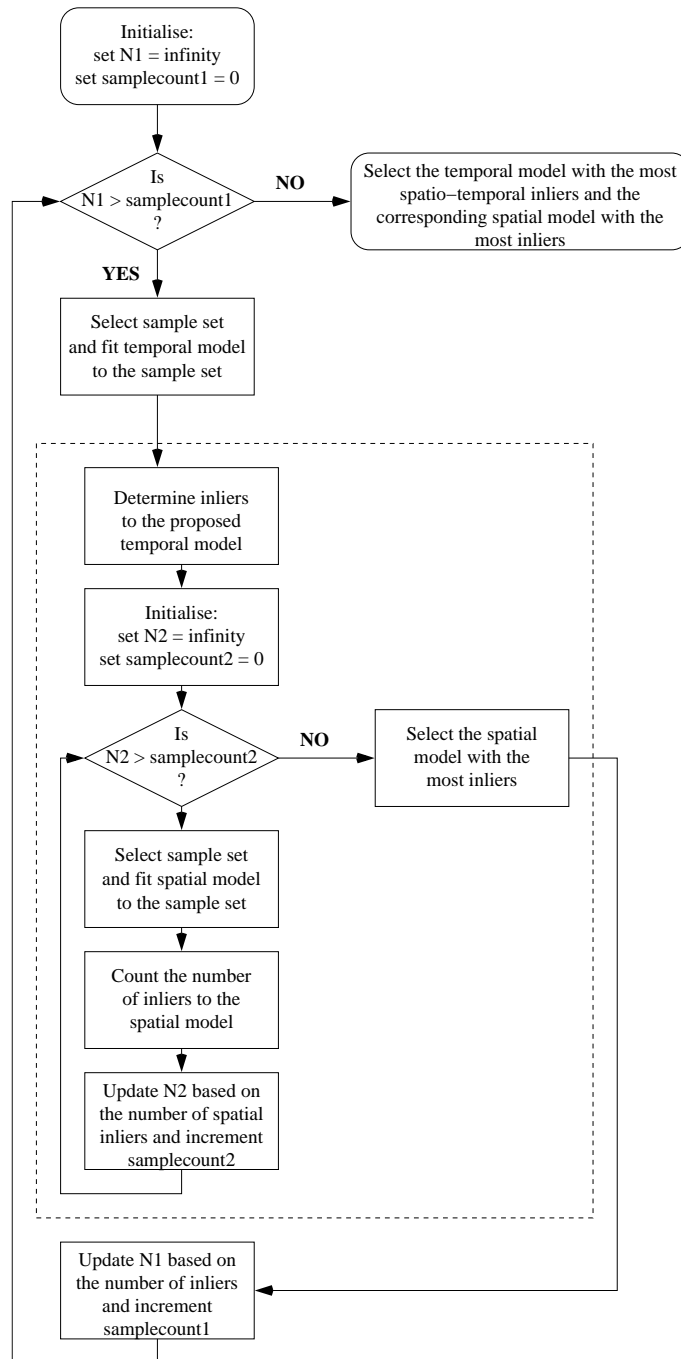 Initialise:
set N1 = infinity
set samplecount1 = 0
Is
N1 > samplecount1
?
NO
Select the temporal model with the most
spatio−temporal inliers and the
corresponding spatial model with the
most inliers
YES
Select sample set
and fit temporal model
to the sample set
Determine inliers
to the proposed
temporal model
Initialise:
set N2 = infinity
set samplecount2 = 0
Is
N2 > samplecount2
?
NO
Select the spatial
model with the
most inliers
Select sample set
and fit spatial model
to the sample set
Count the number
of inliers to the
spatial model
Update N2 based on
the number of spatial
inliers and increment
samplecount2
Update N1 based on
the number of inliers
and increment
samplecount1